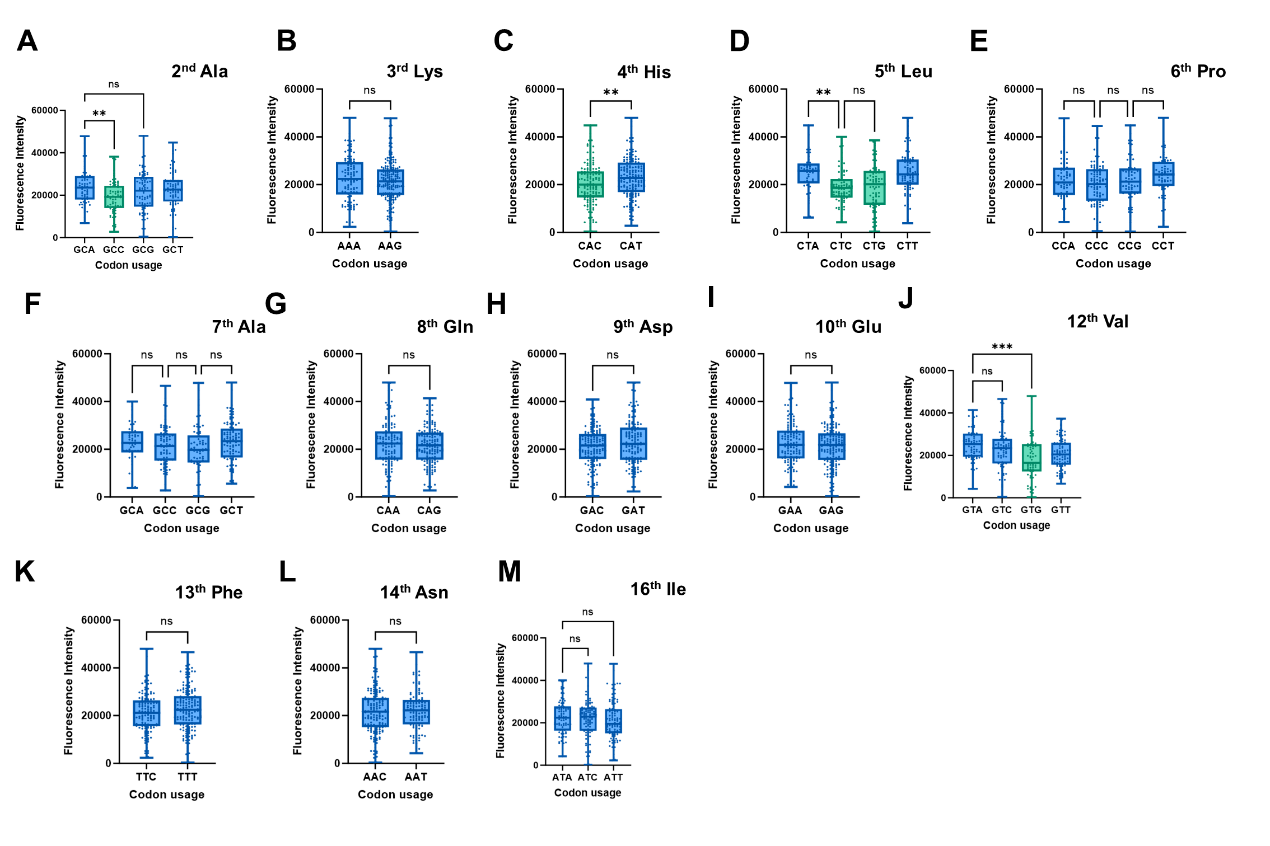 A
2nd Ala
ns
**
60000
40000
20000
0
Fluorescence Intensity
GCA GCC GCG GCT
Codon usage
B
3rd Lys
ns
60000
40000
20000
0
Fluorescence Intensity
AAA AAG
Codon usage
C
4th His
**
60000
40000
20000
0
Fluorescence Intensity
CAC CAT
Codon usage
D
5th Leu
** ns
60000
40000
20000
0
Fluorescence Intensity
CTA CTC CTG CTT
Codon usage
E
6th Pro
ns ns ns
60000
40000
20000
0
Fluorescence Intensity
CCA CCC CCG CCT
Codon usage
F
7th Ala
ns ns ns
60000
40000
20000
0
Fluorescence Intensity
GCA GCC GCG GCT
Codon usage
G
8th Gln
ns
60000
40000
20000
0
Fluorescence Intensity
CAA CAG
Codon usage
H
9th Asp
ns
60000
40000
20000
0
Fluorescence Intensity
GAC GAT
Codon usage
I
10th Glu
ns
60000
40000
20000
0
Fluorescence Intensity
GAA GAG
Codon usage
J
12th Val
***
ns
60000
40000
20000
0
Fluorescence Intensity
GTA GTC GTG GTT
Codon usage
K
13th Phe
ns
60000
40000
20000
0
Fluorescence Intensity
TTC TTT
Codon usage
L
14th Asn
ns
60000
40000
20000
0
Fluorescence Intensity
AAC AAT
Codon usage
M
16th Ile
ns
ns
60000
40000
20000
0
Fluorescence Intensity
ATA ATC ATT
Codon usage